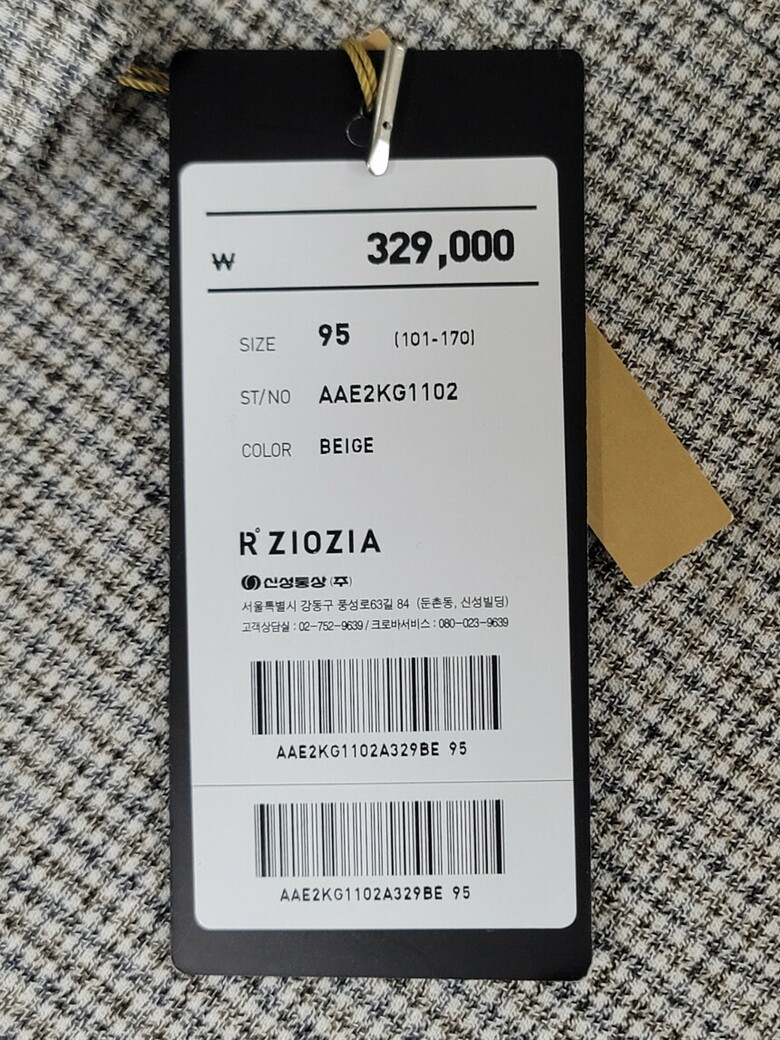 ₩ 329,000
SIZE 95 (101-170)
ST/NO AAE2KG1102
COLOR BEIGE
R° ZIOZIA
신성통상(주)
서울특별시 강동구 풍성로63길 84 (둔촌동, 신성빌딩)
고객상담실 : 02-752-9639 / 크로바서비스 : 080-023-9639
AAE2KG1102A329BE 95
AAE2KG1102A329BE 95